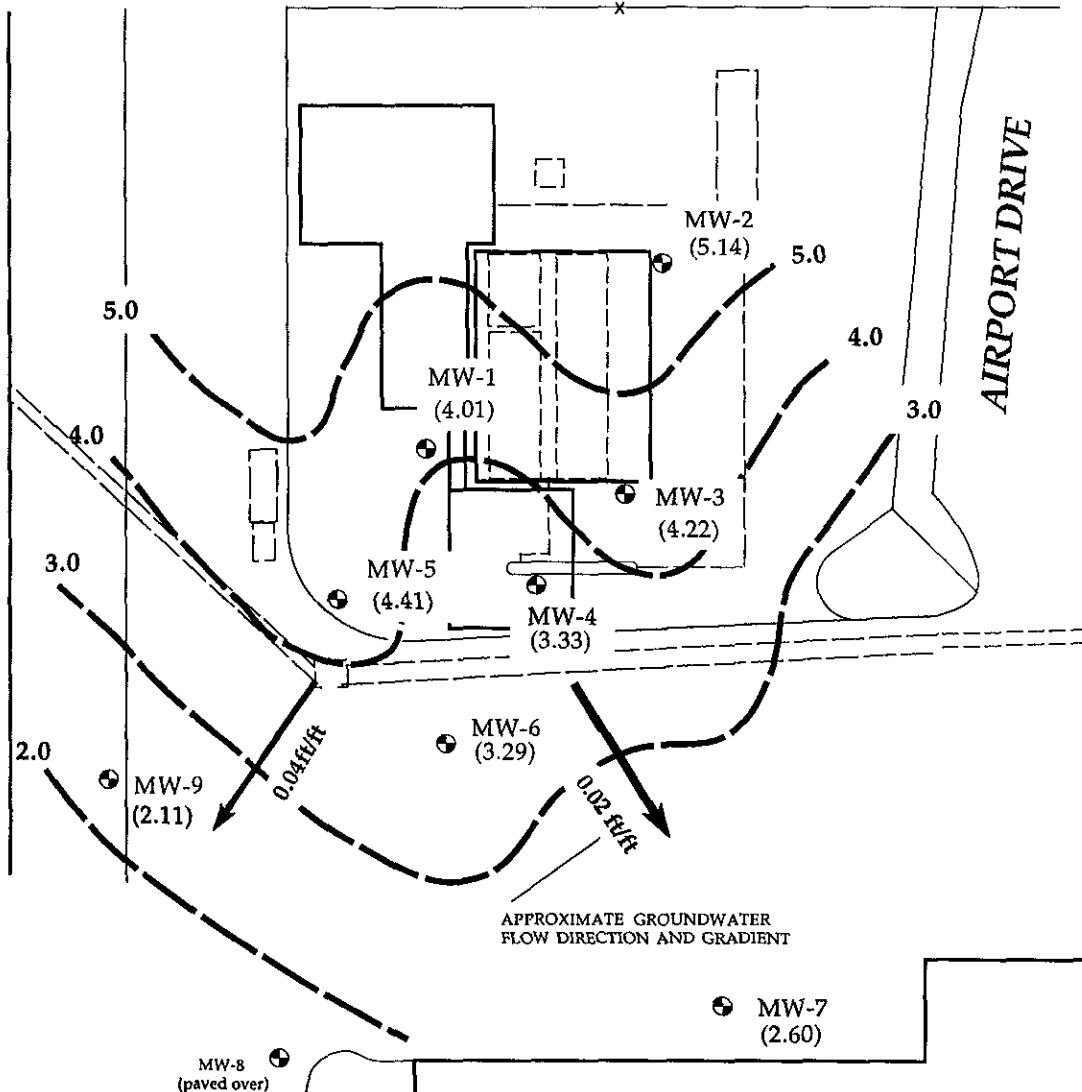 x
MW-2
(5.14)
AIRPORT DRIVE
5.0
5.0
4.0
MW-1
(4.01)
3.0
4.0
MW-3
(4.22)
3.0
MW-5
(4.41)
MW-4
(3.33)
2.0
MW-6
(3.29)
MW-9
(2.11)
0.04ft/ft
0.02 ft/ft
APPROXIMATE GROUNDWATER
FLOW DIRECTION AND GRADIENT
MW-7
(2.60)
MW-8
(paved over)